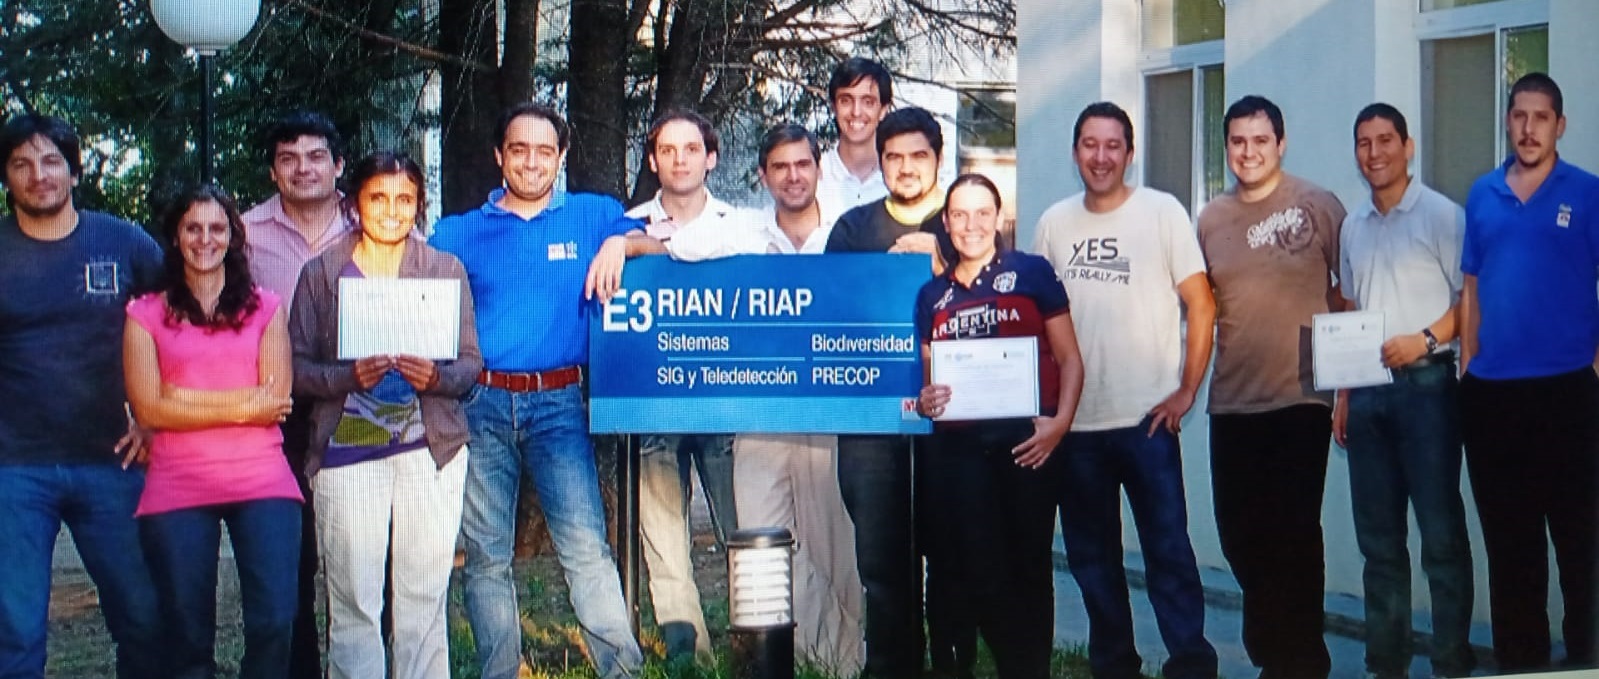 E3 RIAN / RIAP
Sistemas
Biodiversidad
SIG y Teledetección
PRECOP
YES
IT'S REALLY ME
ARGENTINA